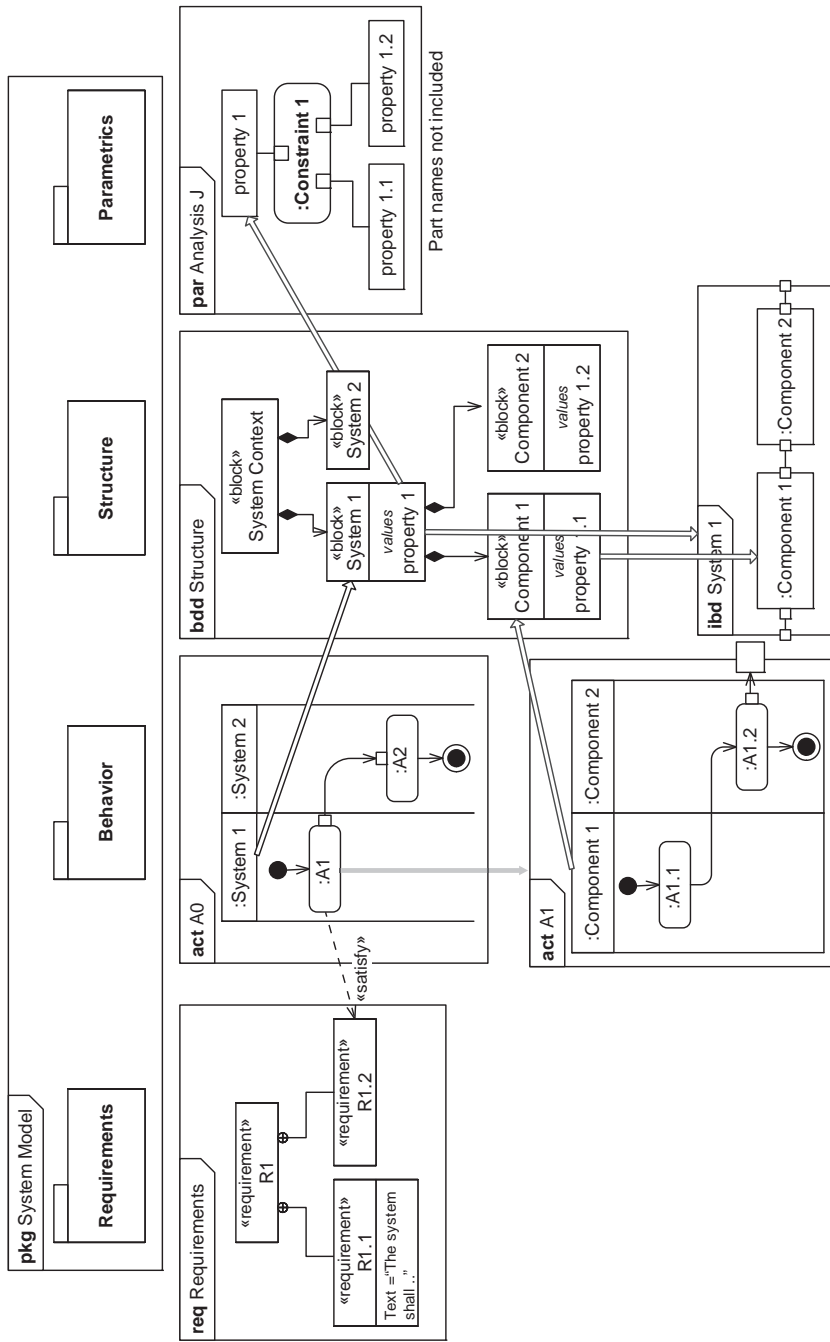 pkg System Model
Requirements
Behavior
Structure
Parametrics
req Requirements
«requirement»
R1
«requirement»
R1.1
Text ="The system
shall .."
«requirement»
R1.2
«satisfy»
act A0
:System 1
:System 2
:A1
:A2
act A1
:Component 1
:Component 2
:A1.1
:A1.2
bdd Structure
«block»
System Context
«block»
System 1
values
property 1
«block»
System 2
«block»
Component 1
values
property 1.1
«block»
Component 2
values
property 1.2
ibd System 1
:Component 1
:Component 2
par Analysis J
property 1
:Constraint 1
property 1.1
property 1.2
Part names not included